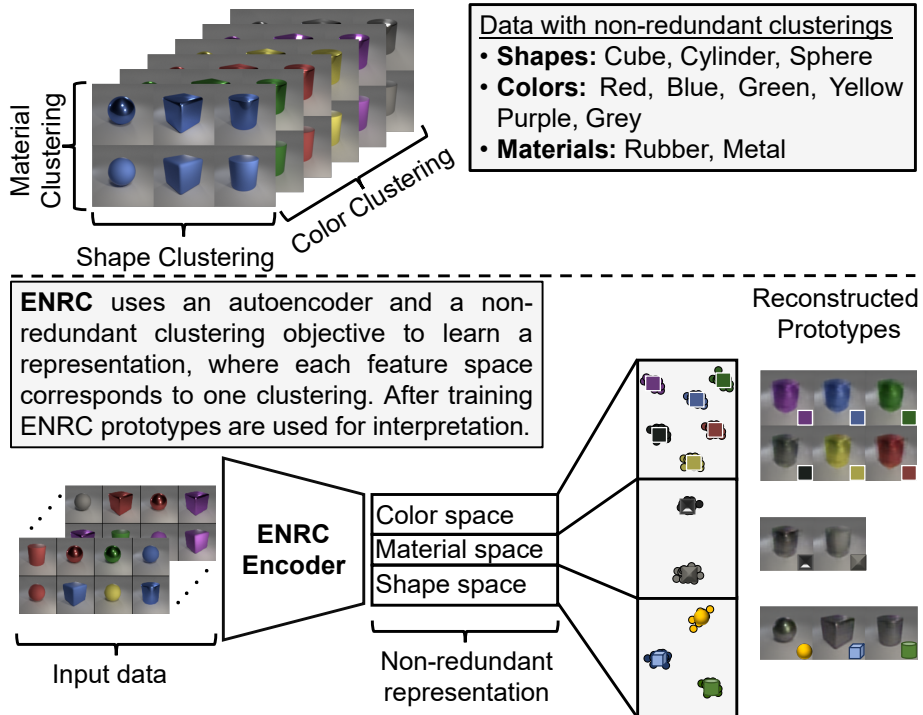 Material
Clustering
Shape Clustering
Color Clustering
Data with non-redundant clusterings
• Shapes: Cube, Cylinder, Sphere
• Colors: Red, Blue, Green, Yellow
Purple, Grey
• Materials: Rubber, Metal
ENRC uses an autoencoder and a non-
redundant clustering objective to learn a
representation, where each feature space
corresponds to one clustering. After training
ENRC prototypes are used for interpretation.
Reconstructed
Prototypes
ENRC
Encoder
Color space
Material space
Shape space
Input data
Non-redundant
representation